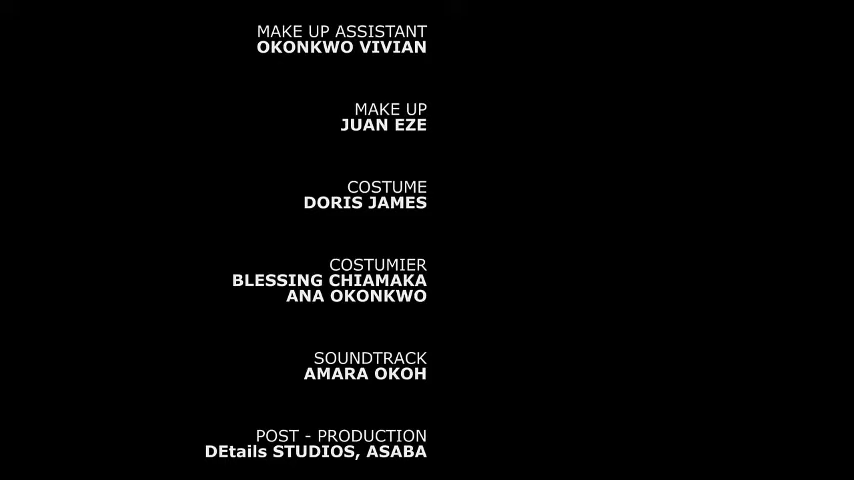 MAKE UP ASSISTANT
OKONKWO VIVIAN
MAKE UP
JUAN EZE
COSTUME
DORIS JAMES
COSTUMIER
BLESSING CHIAMAKA
ANA OKONKWO
SOUNDTRACK
AMARA OKOH
POST - PRODUCTION
DEtails STUDIOS, ASABA